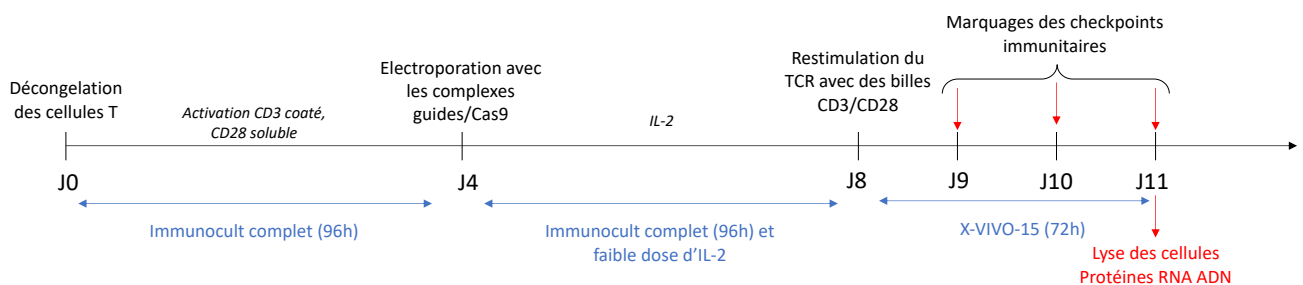 Marquages des checkpoints
immunitaires
Décongelation
des cellules T
Activation CD3 coaté,
CD28 soluble
Electroporation avec
les complexes
guides/Cas9
IL-2
Restimulation du
TCR avec des billes
CD3/CD28
J0
J4
J8
J9
J10
J11
Immunocult complet (96h)
Immunocult complet (96h) et
faible dose d’IL-2
X-VIVO-15 (72h)
Lyse des cellules
Protéines RNA ADN